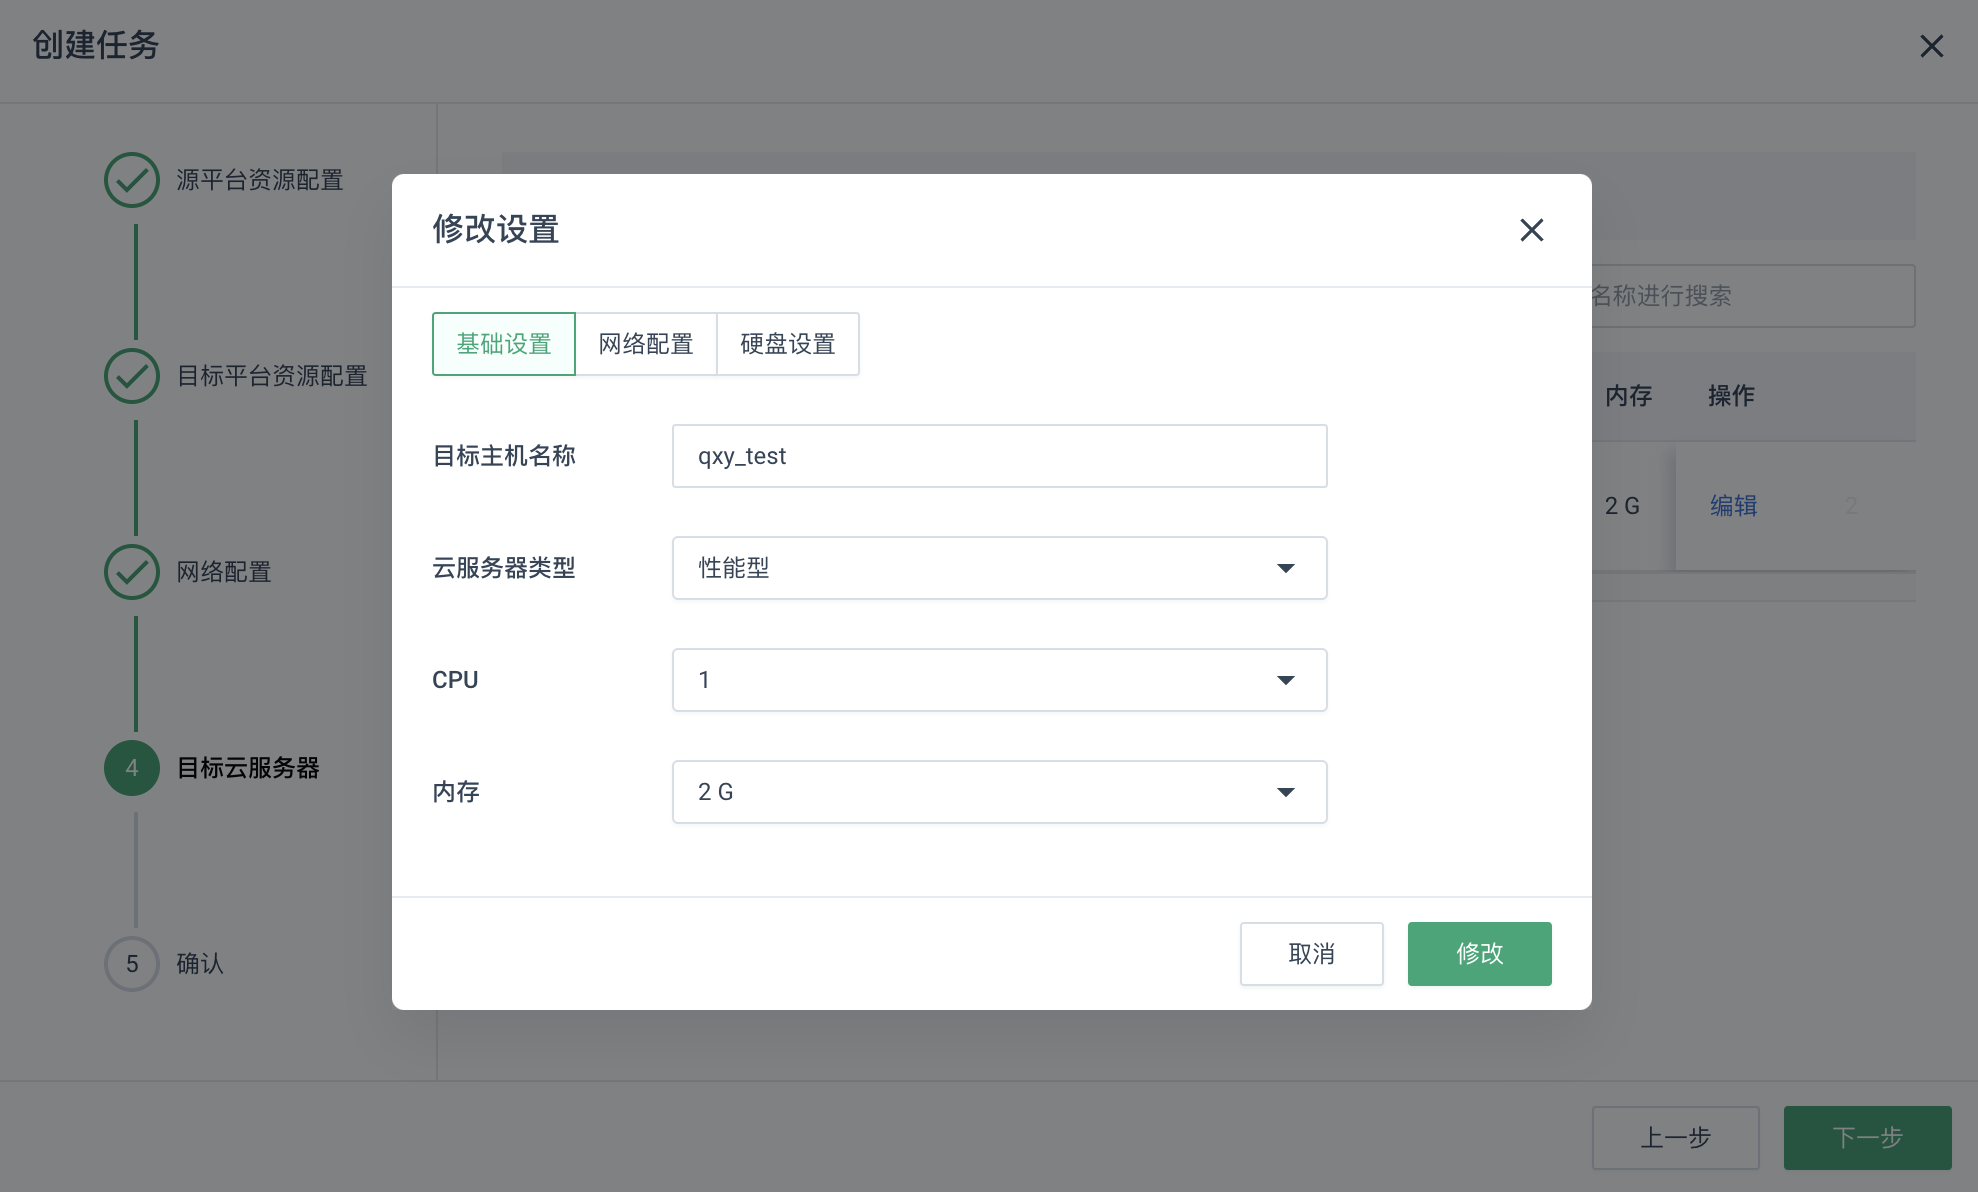 创建任务
源平台资源配置
目标平台资源配置
网络配置
4 目标云服务器
5 确认
名称进行搜索
内存 操作
2 G 编辑 2
修改设置
基础设置 网络配置 硬盘设置
目标主机名称 qxy_test
云服务器类型 性能型
CPU 1
内存 2 G
取消 修改
上一步 下一步